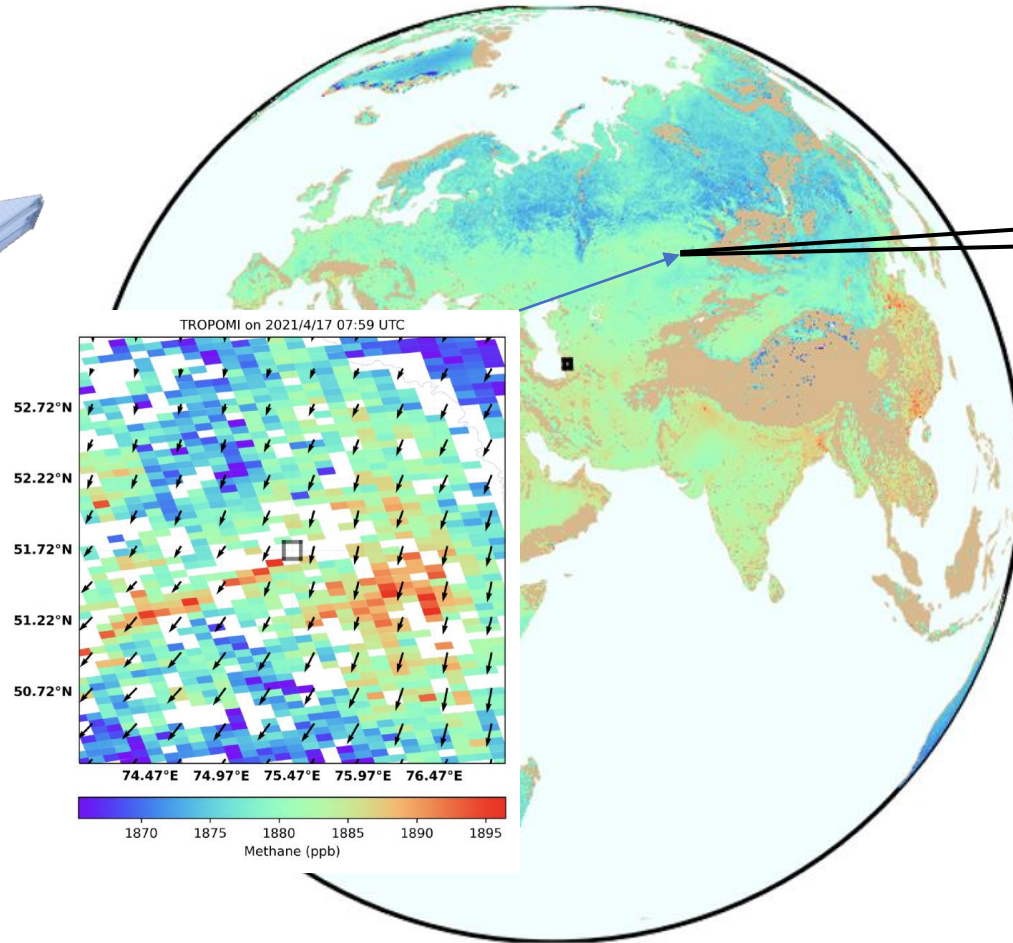 TROPOMI on 2021/4/17 07:59 UTC
52.72°N
52.22°N
51.72°N
51.22°N
50.72°N
74.47°E 74.97°E 75.47°E 75.97°E 76.47°E
1870 1875 1880 1885 1890 1895
Methane (ppb)